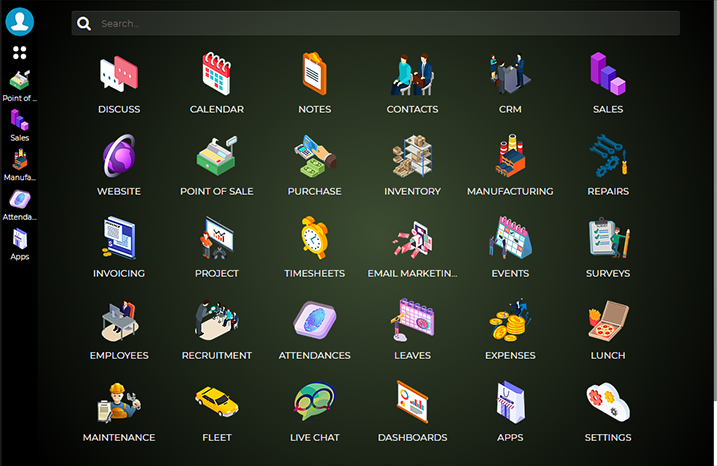 Search...
Point of ...
Sales
Manufa...
Attenda...
Apps
DISCUSS
CALENDAR
NOTES
CONTACTS
CRM
SALES
WEBSITE
POINT OF SALE
PURCHASE
INVENTORY
MANUFACTURING
REPAIRS
INVOICING
PROJECT
TIMESHEETS
EMAIL MARKETIN...
EVENTS
SURVEYS
EMPLOYEES
RECRUITMENT
ATTENDANCES
LEAVES
EXPENSES
LUNCH
MAINTENANCE
FLEET
LIVE CHAT
DASHBOARDS
APPS
SETTINGS